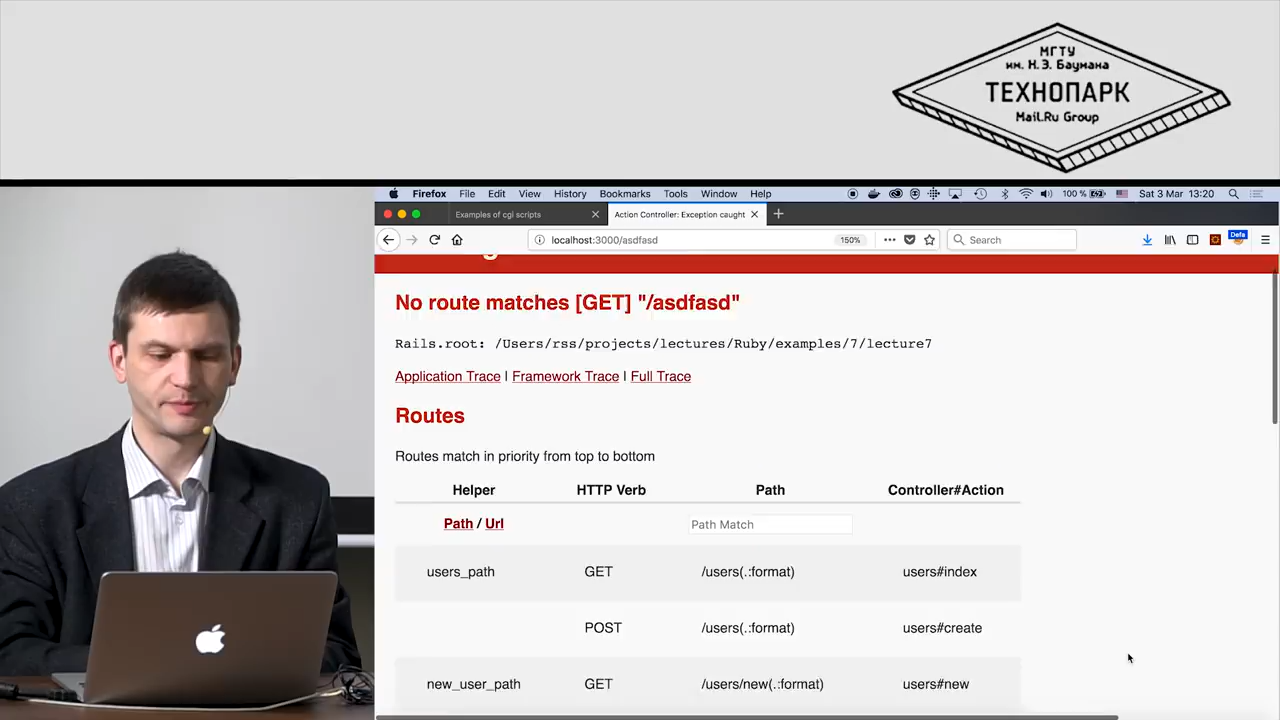 МГТУ
им. Н.Э. Баумана
ТЕХНОПАРК
Mail.Ru Group
Firefox File Edit View History Bookmarks Tools Window Help 100 % Sat 3 Mar 13:20
Examples of cgi scripts Action Controller: Exception caught
localhost:3000/asdfasd 150% Search Defa
No route matches [GET] "/asdfasd"
Rails.root: /Users/rss/projects/lectures/Ruby/examples/7/lecture7
Application Trace | Framework Trace | Full Trace
Routes
Routes match in priority from top to bottom
Helper HTTP Verb Path Controller#Action
Path / Url Path Match
users_path GET /users(.:format) users#index
POST /users(.:format) users#create
new_user_path GET /users/new(.:format) users#new